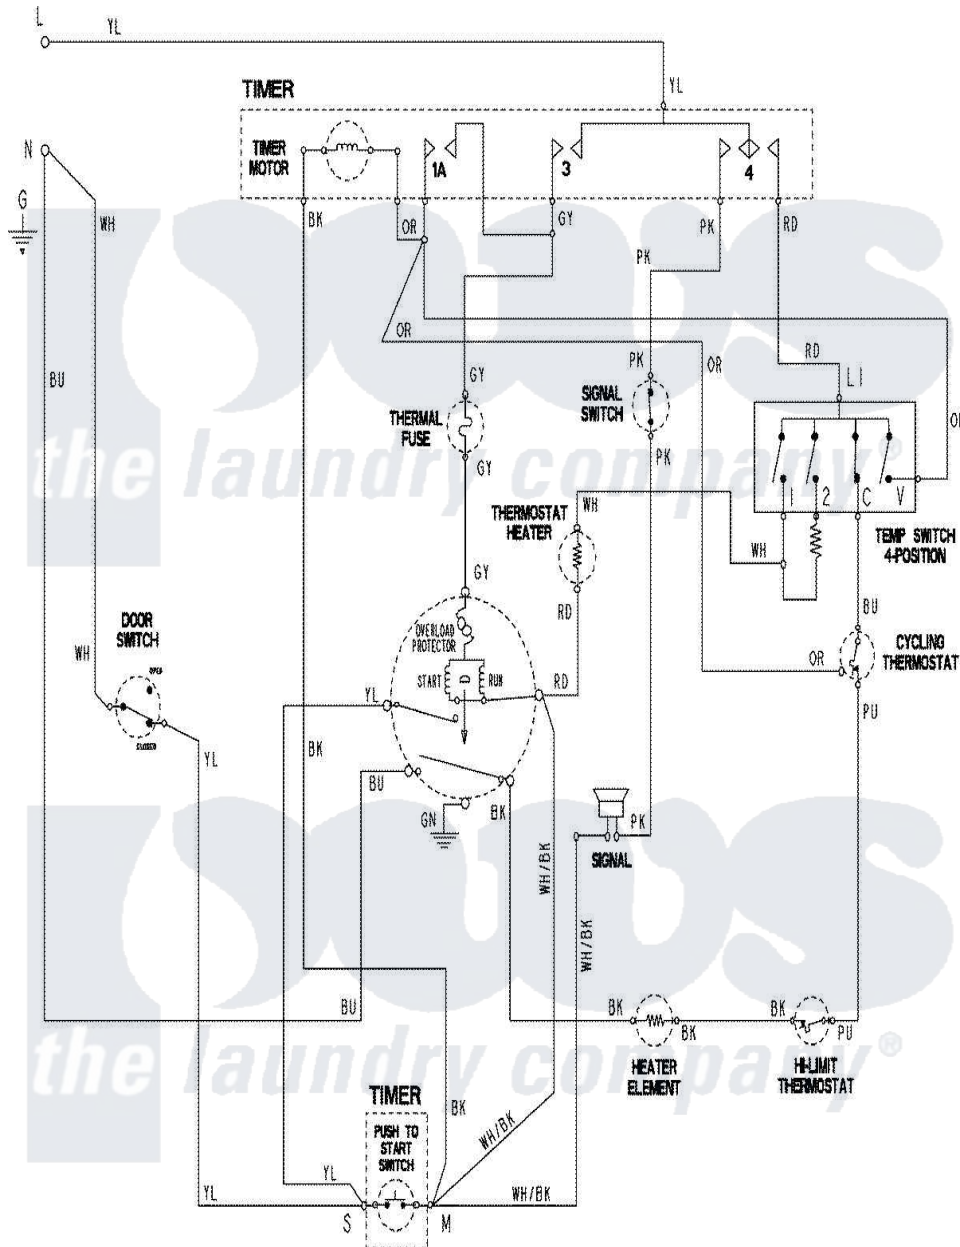 L
YL
YL
TIMER
N
TIMER
MOTOR
1A
3
4
G
WH
BK
OR
GY
PK
RD
PK
OR
OR
RD
L1
BU
GY
PK
THERMAL
FUSE
SIGNAL
SWITCH
PK
GY
the laundry company®
1
2
C
V
WH
THERMOSTAT
HEATER
WH
TEMP SWITCH
4-POSITION
GY
RD
BU
DOOR
SWITCH
OVERLOAD
PROTECTOR
OR
CYCLING
THERMOSTAT
WH
OPEN
START
RUN
RD
YL
PU
CLOSED
YL
BK
BU
BK
GN
PK
SIGNAL
WH/BK
WH/BK
BU
BK
BK
BK
PU
the laundry company®
HEATER
ELEMENT
HI-LIMIT
THERMOSTAT
TIMER
BK
PUSH TO
START
SWITCH
WH/BK
YL
YL
WH/BK
S
M